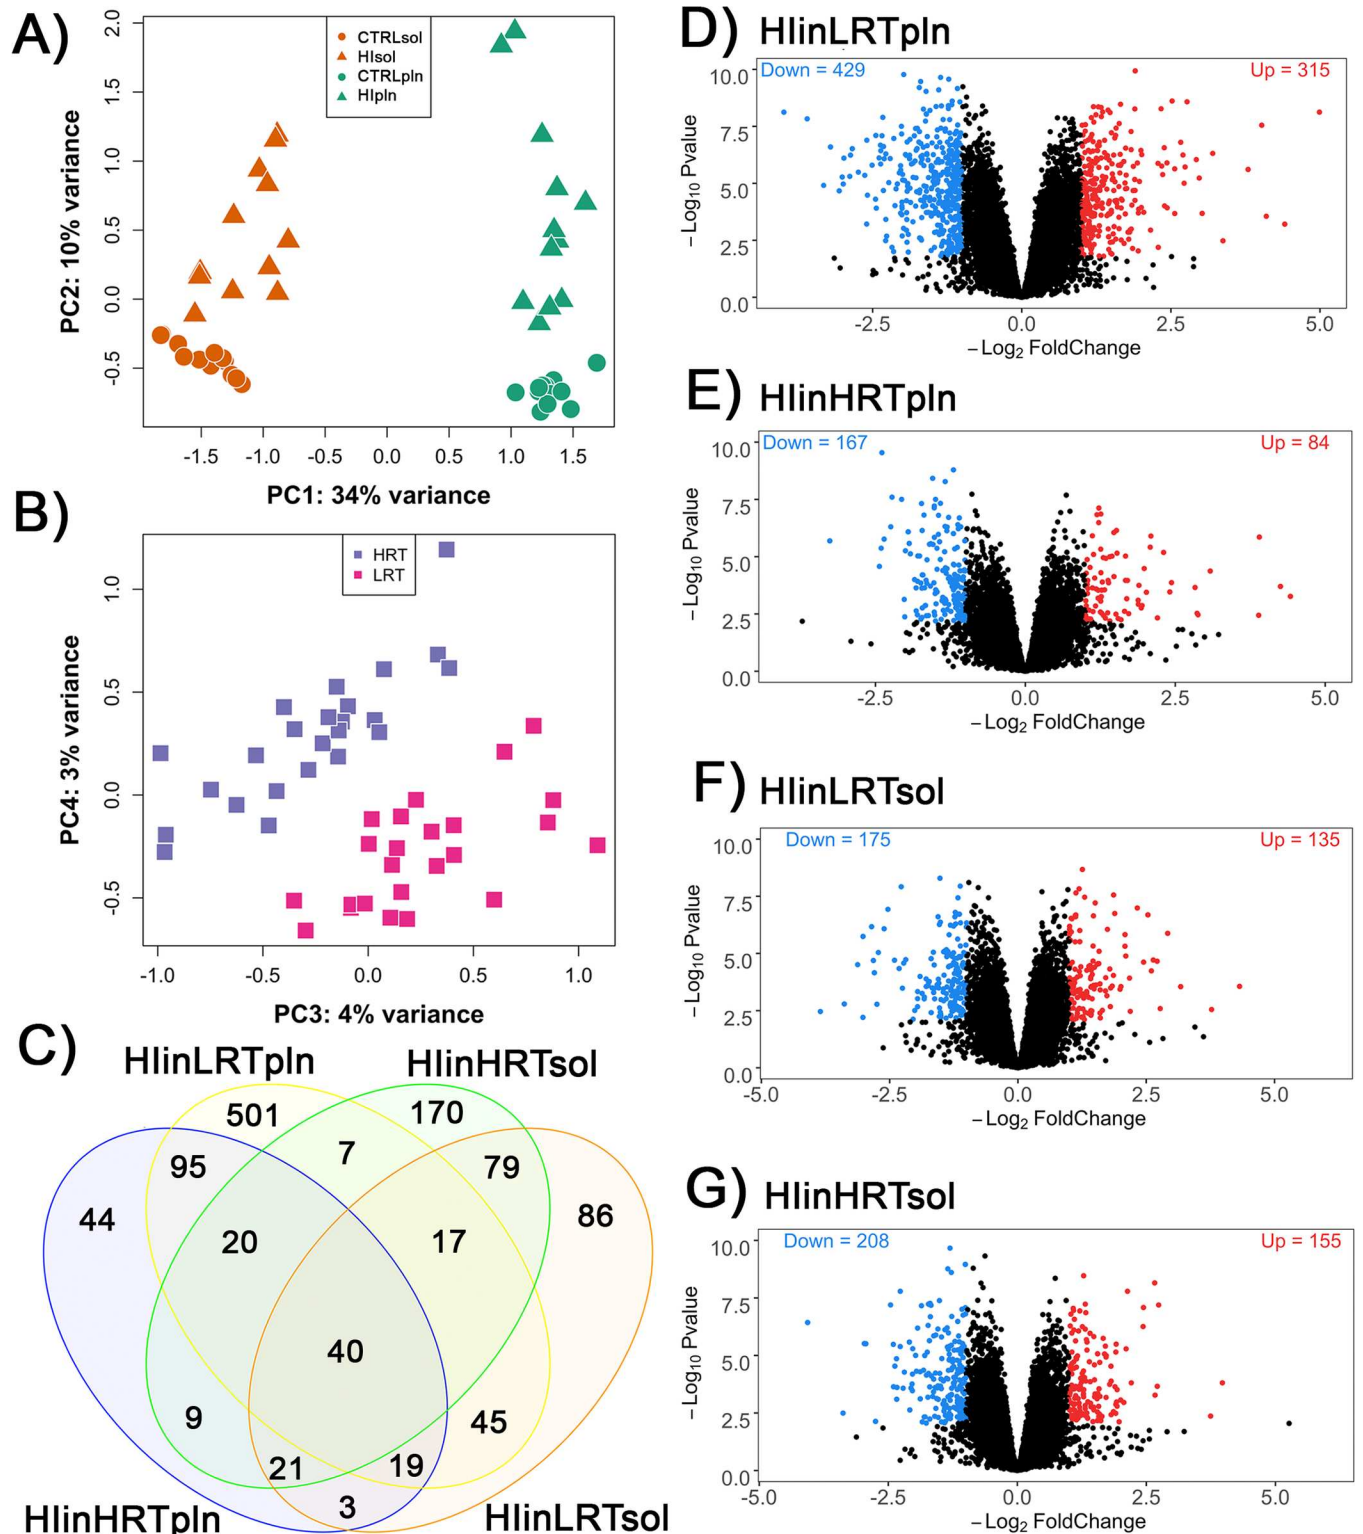 A)
2.0
1.5
1.0
0.5
0.0
-0.5
PC2: 10% variance
CTRLsol
HIsol
CTRLpln
HIpln
-1.5 -1.0 -0.5 0.0 0.5 1.0 1.5
PC1: 34% variance
B)
1.0
0.5
0.0
-0.5
PC4: 3% variance
HRT
LRT
-1.0 -0.5 0.0 0.5 1.0
PC3: 4% variance
C)
HIinLRTpln HIinHRTsol
501 170
7
95 79
44 86
20 17
40
9 45
21 19
3
HIinHRTpln HIinLRTsol
D) HIinLRTpln
Down = 429 Up = 315
10.0
7.5
5.0
2.5
0.0
−Log10 Pvalue
-2.5 0.0 2.5 5.0
−Log2 FoldChange
E) HIinHRTpln
Down = 167 Up = 84
10.0
7.5
5.0
2.5
0.0
−Log10 Pvalue
-2.5 0.0 2.5 5.0
−Log2 FoldChange
F) HIinLRTsol
Down = 175 Up = 135
10.0
7.5
5.0
2.5
0.0
−Log10 Pvalue
-5.0 -2.5 0.0 2.5 5.0
−Log2 FoldChange
G) HIinHRTsol
Down = 208 Up = 155
10.0
7.5
5.0
2.5
0.0
−Log10 Pvalue
-5.0 -2.5 0.0 2.5 5.0
−Log2 FoldChange